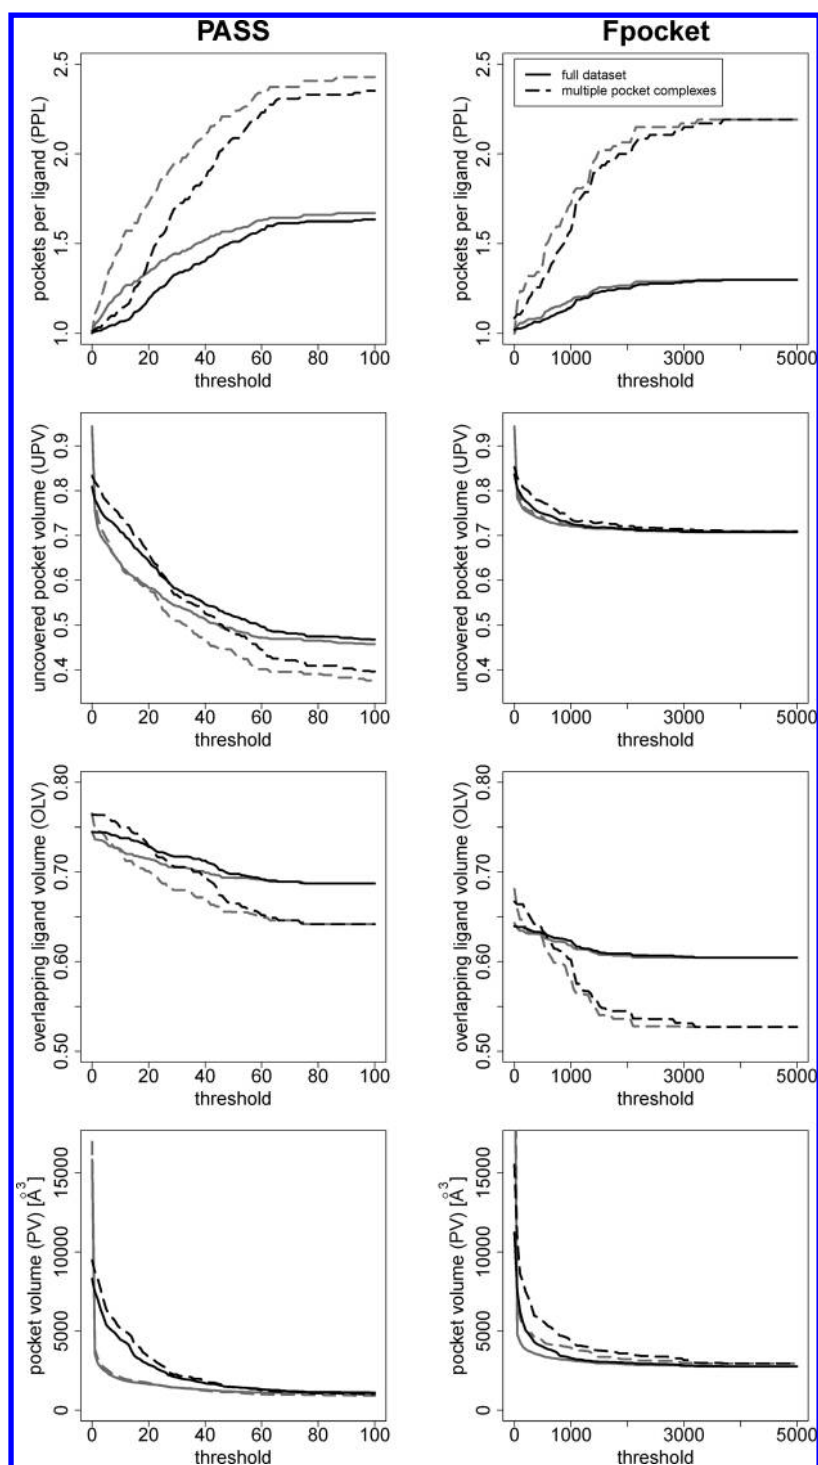 PASS
Fpocket
pockets per ligand (PPL)
1.0 1.5 2.0 2.5
0 20 40 60 80 100
threshold
full dataset
multiple pocket complexes
pockets per ligand (PPL)
1.0 1.5 2.0 2.5
0 1000 3000 5000
threshold
uncovered pocket volume (UPV)
0.4 0.5 0.6 0.7 0.8 0.9
0 20 40 60 80 100
threshold
uncovered pocket volume (UPV)
0.4 0.5 0.6 0.7 0.8 0.9
0 1000 3000 5000
threshold
overlapping ligand volume (OLV)
0.50 0.60 0.70 0.80
0 20 40 60 80 100
threshold
overlapping ligand volume (OLV)
0.50 0.60 0.70 0.80
0 1000 3000 5000
threshold
pocket volume (PV) [Å³]
0 5000 10000 15000
0 20 40 60 80 100
threshold
pocket volume (PV) [Å³]
0 5000 10000 15000
0 1000 3000 5000
threshold